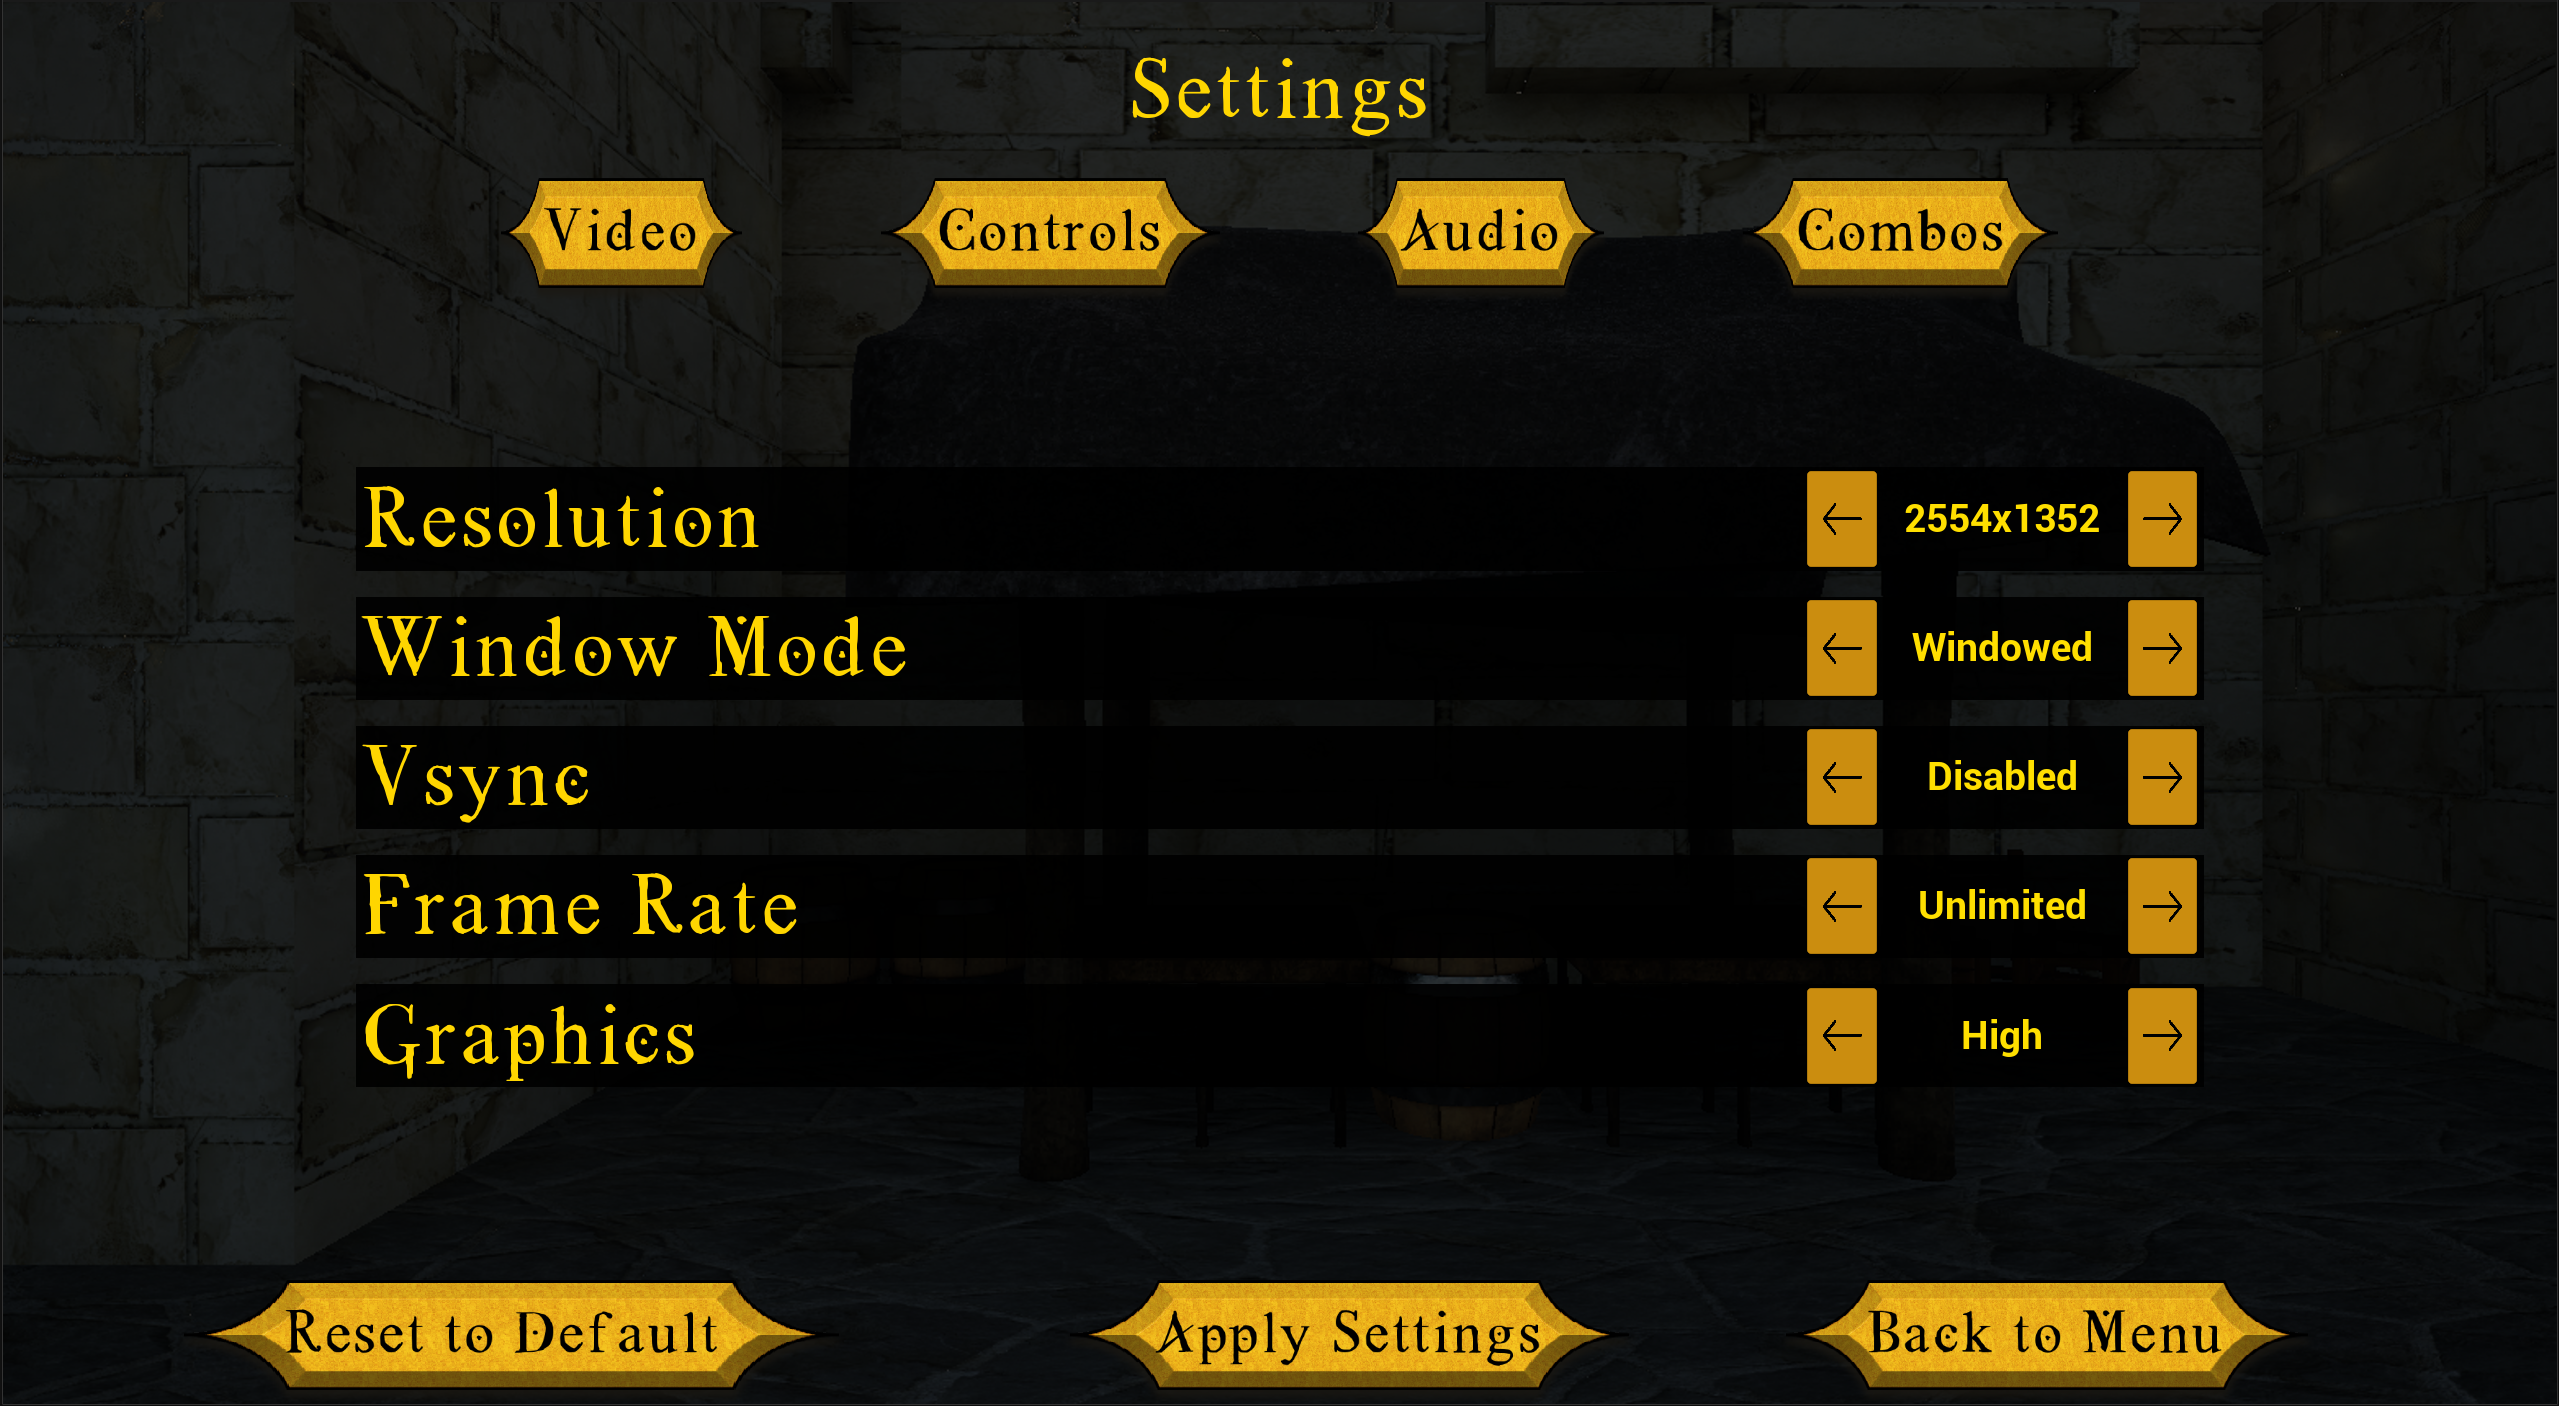 Settings
Video Controls Audio Combos
Resolution 2554x1352
Window Mode Windowed
Vsync Disabled
Frame Rate Unlimited
Graphics High
Reset to Default Apply Settings Back to Menu